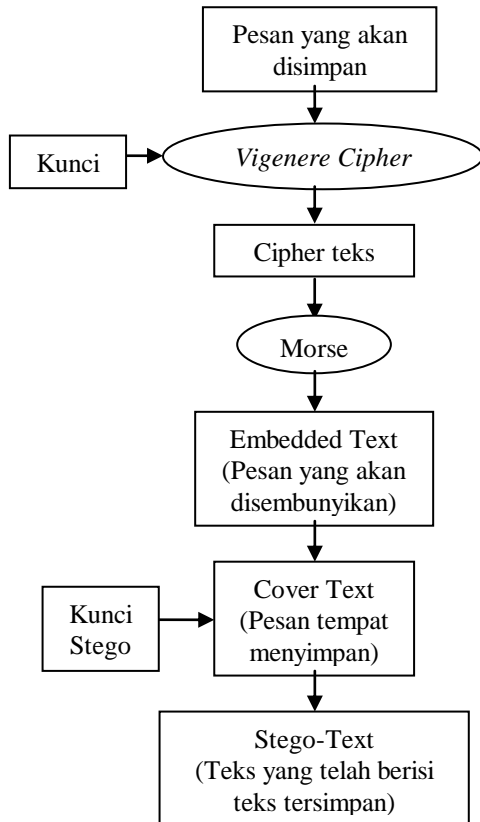 Pesan yang akan
disimpan
Kunci
Vigenere Cipher
Cipher teks
Morse
Embedded Text
(Pesan yang akan
disembunyikan)
Kunci
Stego
Cover Text
(Pesan tempat
menyimpan)
Stego-Text
(Teks yang telah berisi
teks tersimpan)